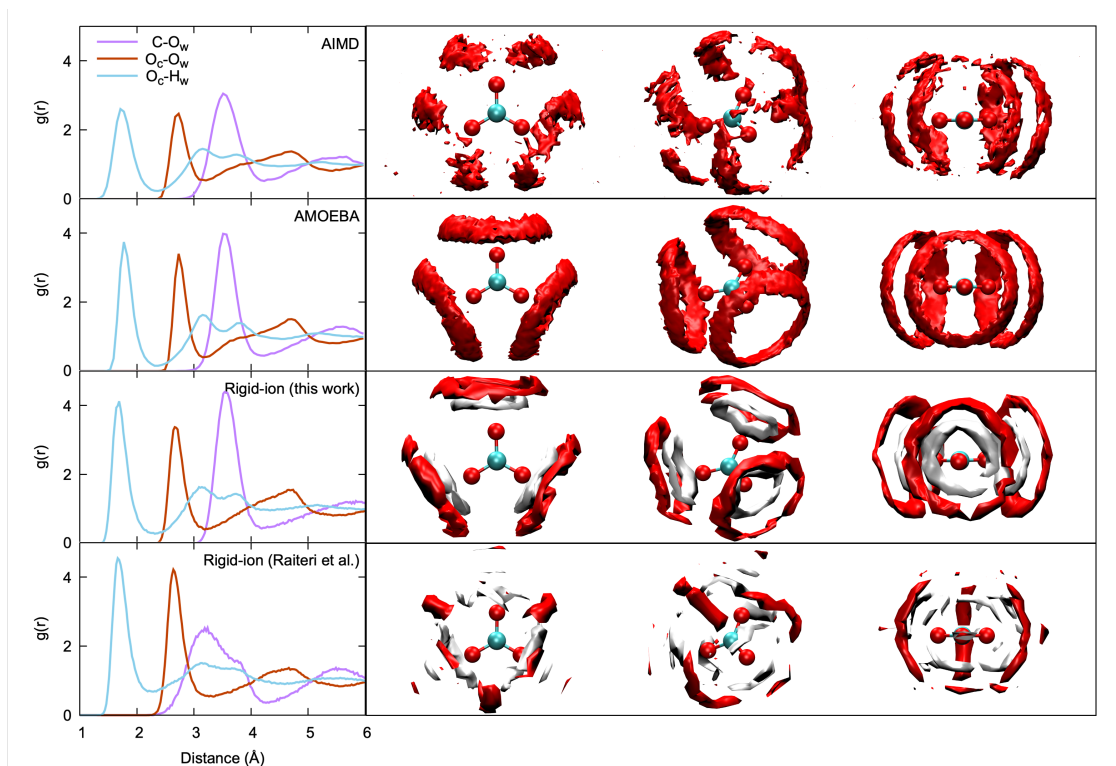 C-Ow
Oc-Ow
Oc-Hw
AIMD
g(r)
4
2
0
AMOEBA
g(r)
4
2
0
Rigid-ion (this work)
g(r)
4
2
0
Rigid-ion (Raiteri et al.)
g(r)
4
2
0
1 2 3 4 5 6
Distance (Å)